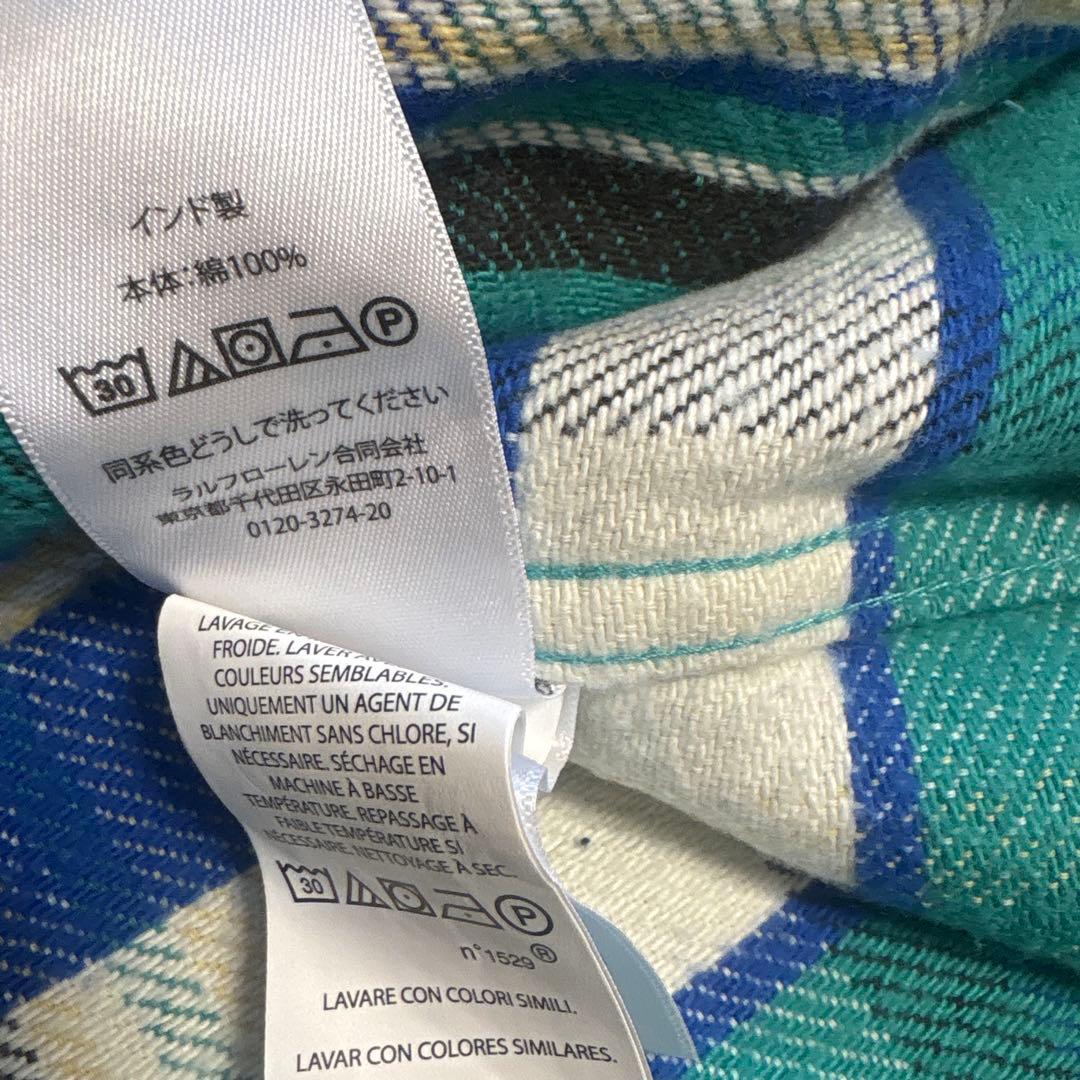 インド製
本体:綿100%
30 P
同系色どうしで洗ってください
ラルフローレン合同会社
東京都千代田区永田町2-10-1
0120-3274-20
LAVAGE
FROIDE. LAVER
COULEURS SEMBLABLES.
UNIQUEMENT UN AGENT DE
BLANCHIMENT SANS CHLORE, SI
NÉCESSAIRE. SÉCHAGE EN
MACHINE À BASSE
TEMPÉRATURE. REPASSAGE À
FAIBLE TEMPÉRATURE SI
NÉCESSAIRE. NETTOYAGE À SEC.
30 P
n°1529®
LAVARE CON COLORI SIMILI.
LAVAR CON COLORES SIMILARES.